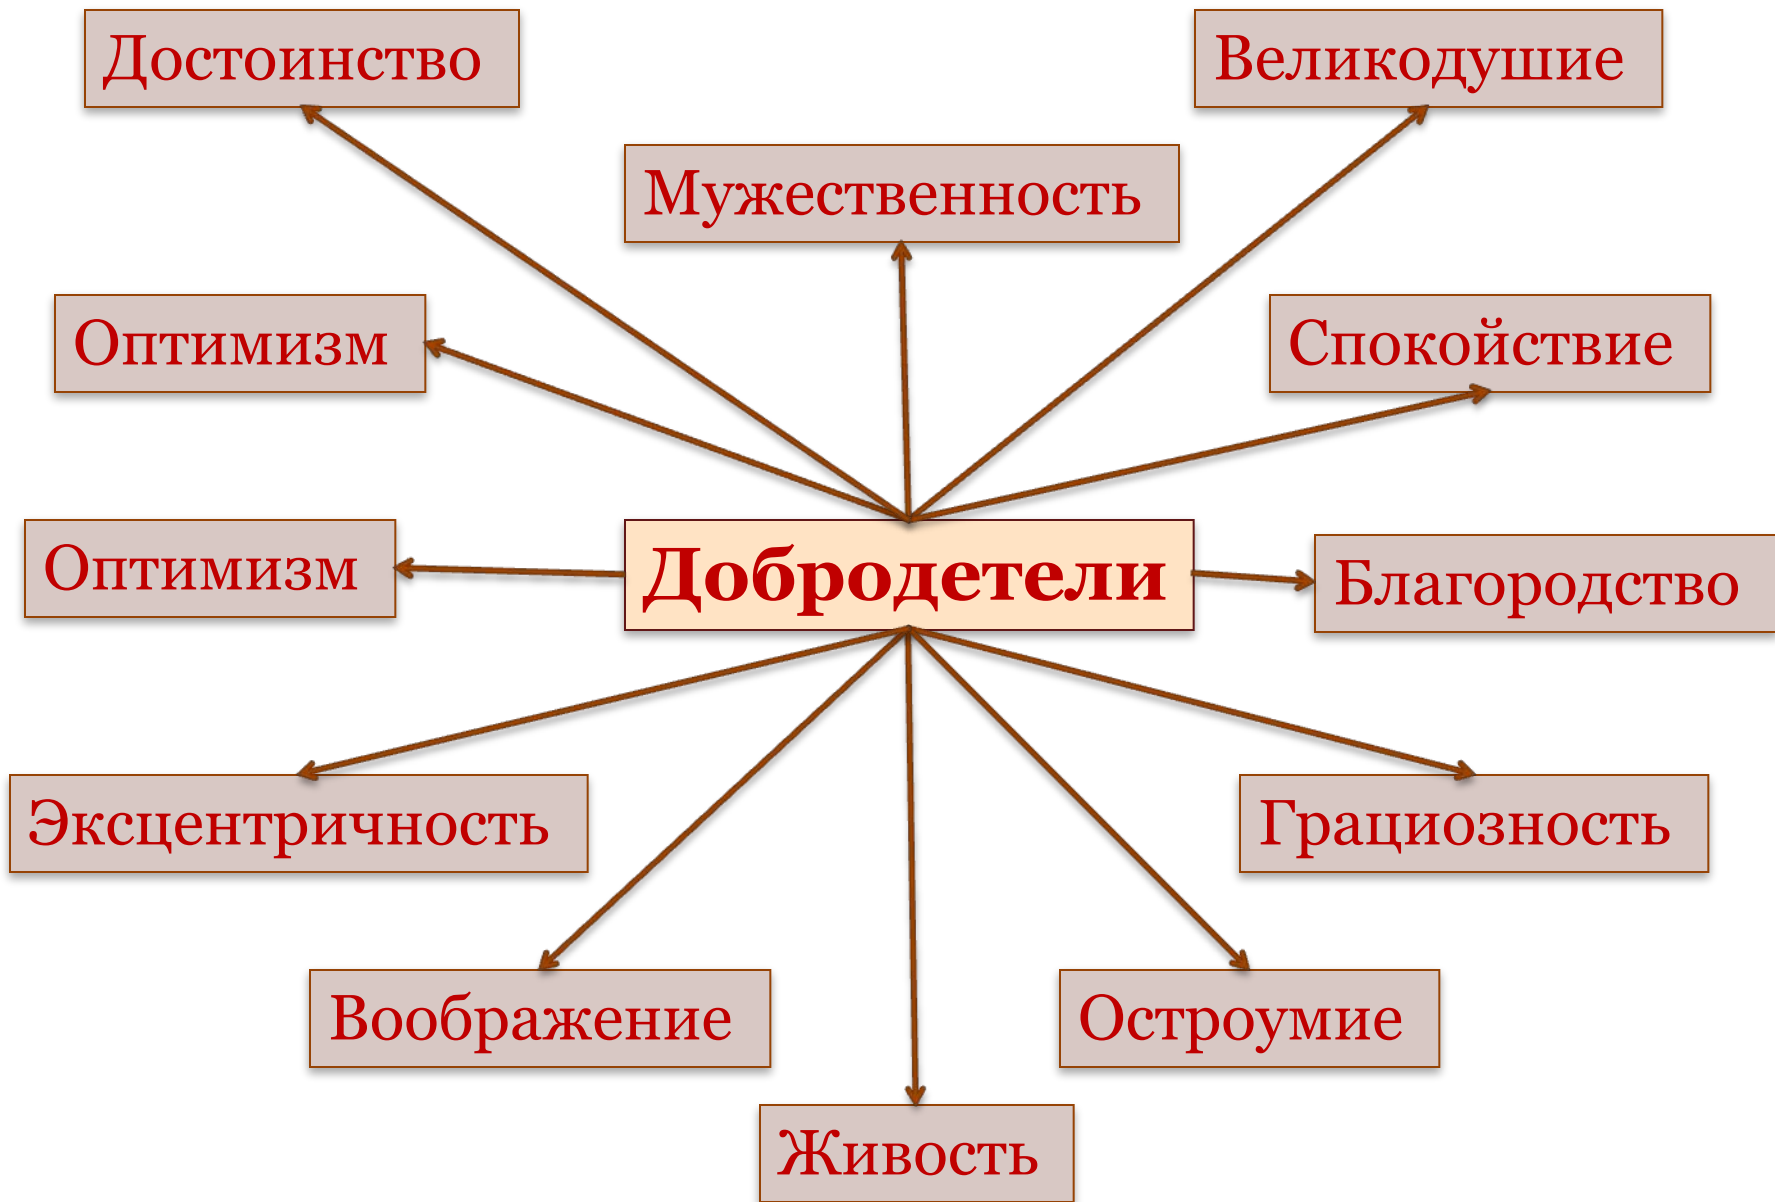 Достоинство
Великодушие
Мужественность
Оптимизм
Спокойствие
Оптимизм
Добродетели
Благородство
Эксцентричность
Грациозность
Воображение
Остроумие
Живость